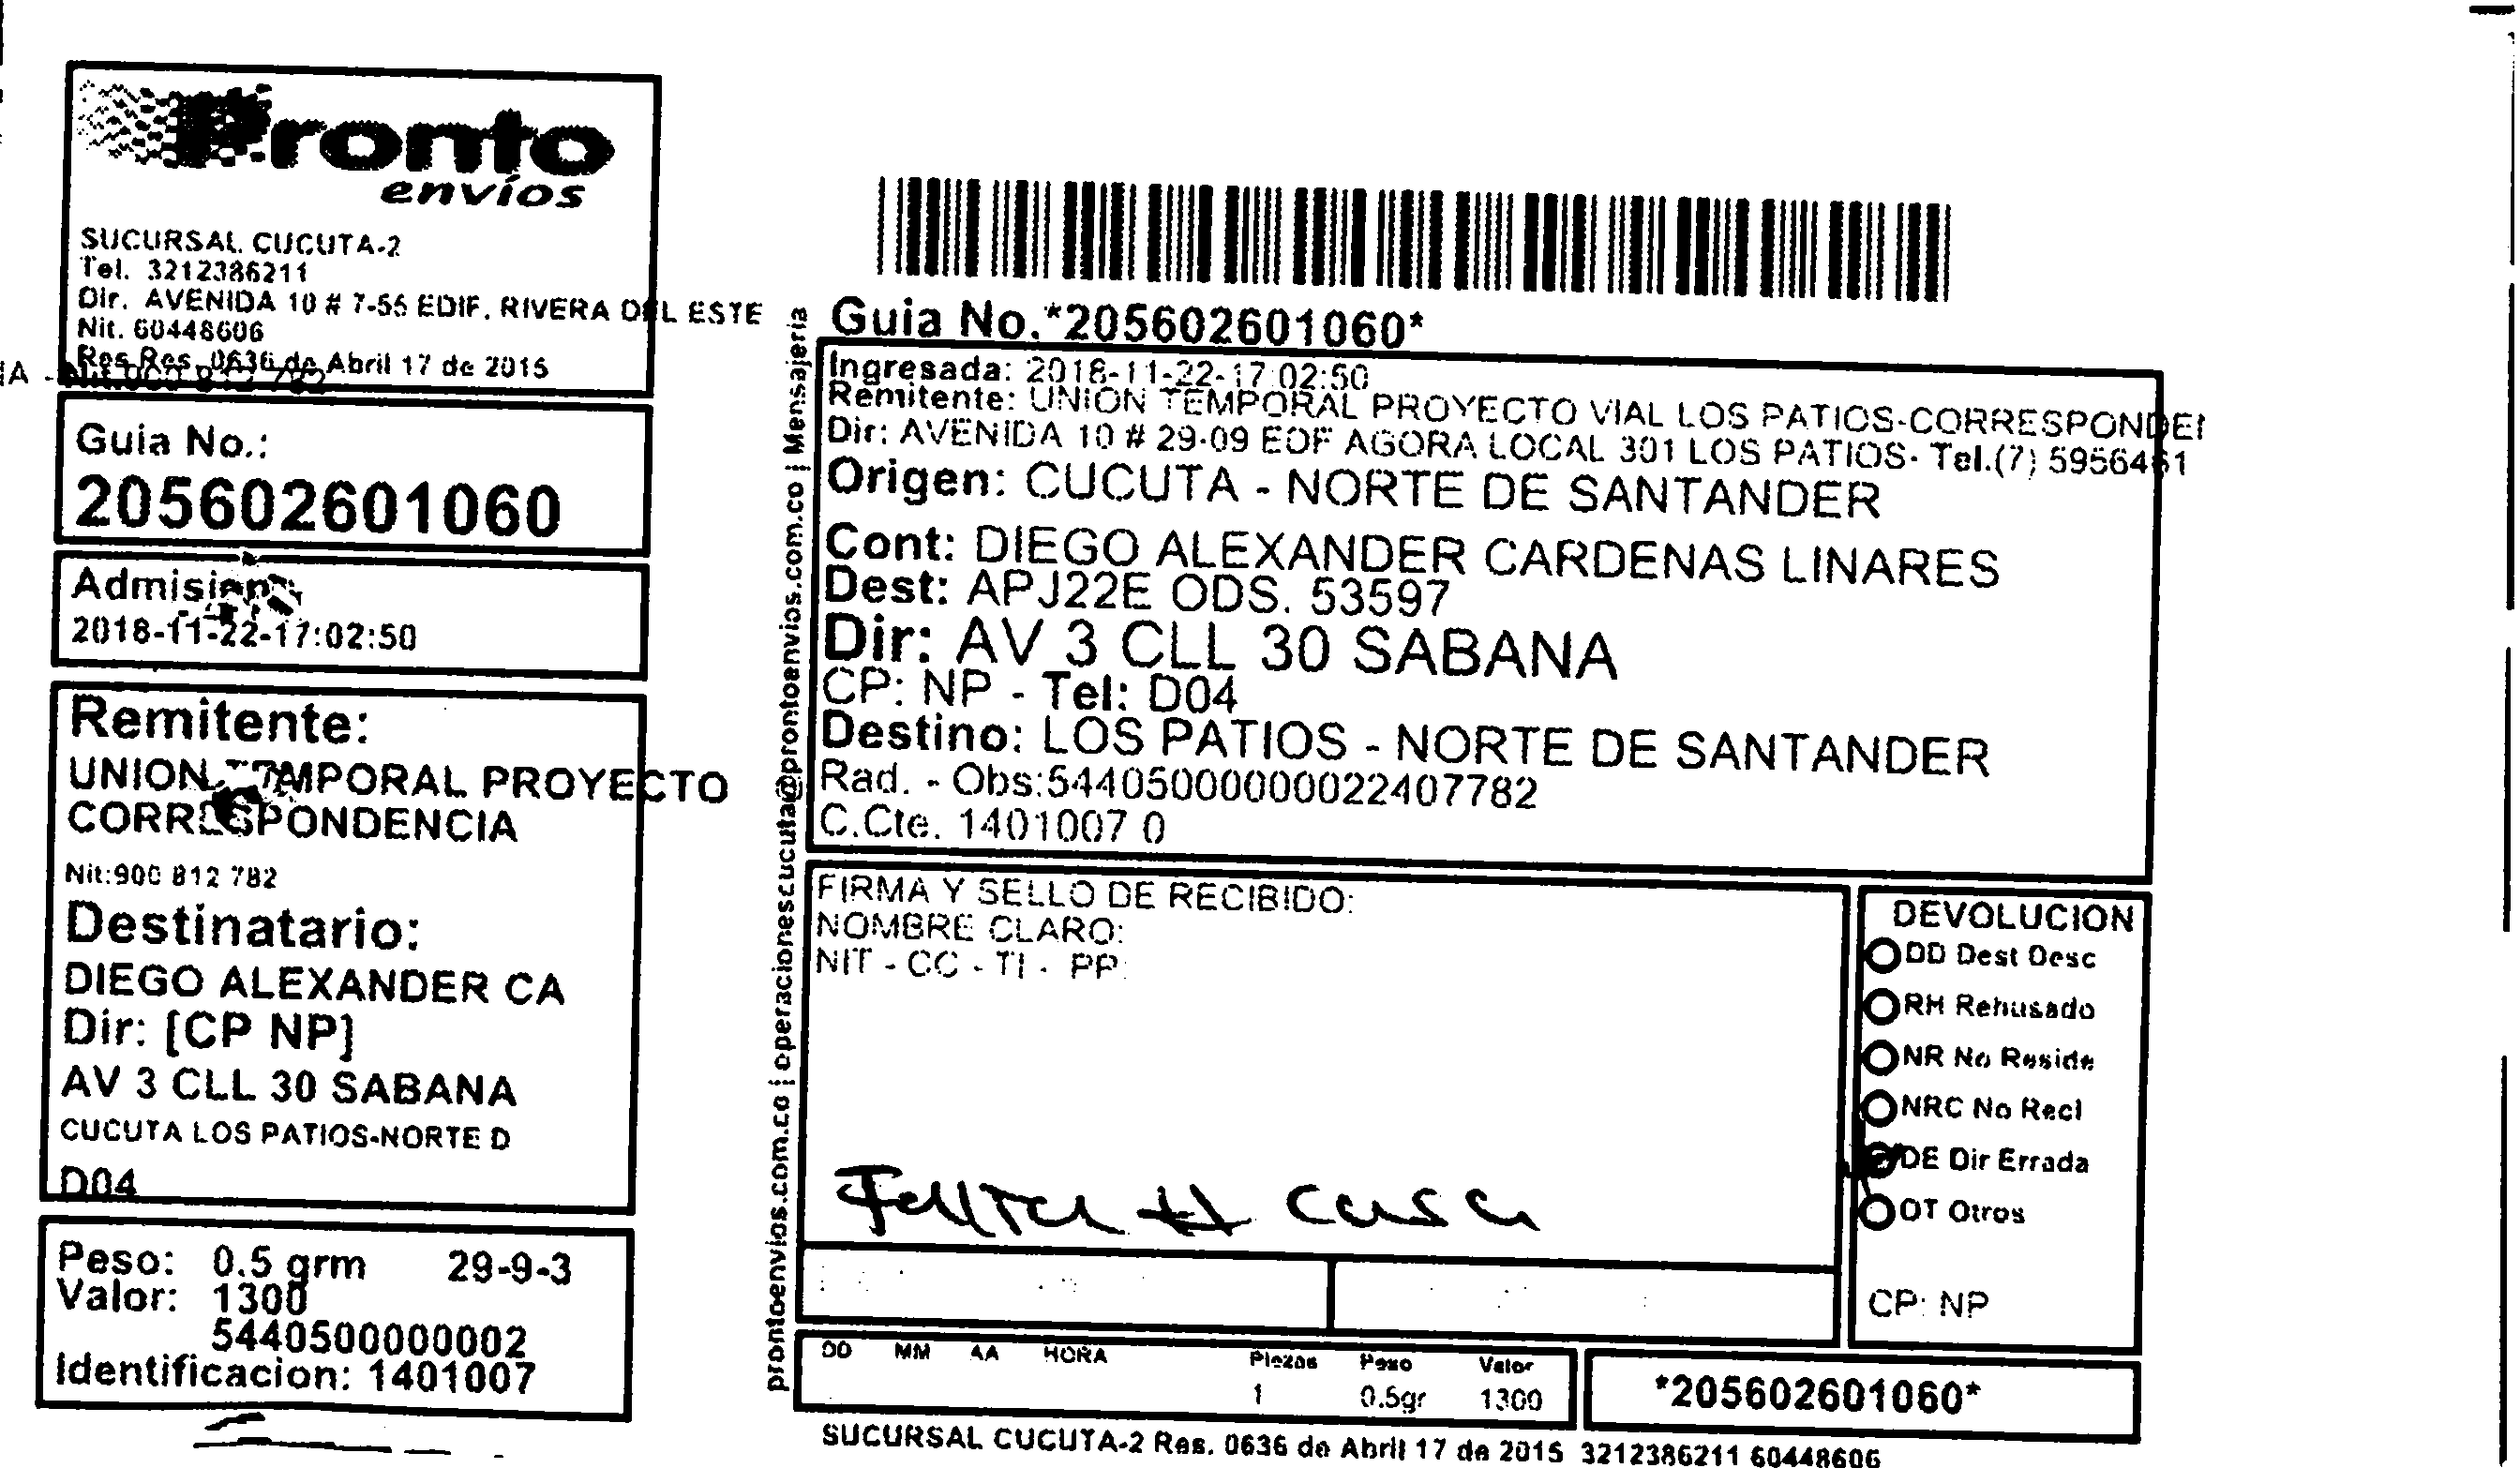 Pronto
envíos
SUCURSAL CUCUTA-2
Tel. 3212386211
Dir. AVENIDA 10 # 7-55 EDIF. RIVERA DEL ESTE
Nit. 60448606
Res Res. 0636 de Abril 17 de 2015
Guia No.:
205602601060
Admision:
2018-11-22-17:02:50
Remitente:
UNION TEMPORAL PROYECTO
CORRESPONDENCIA
Nit:900 812 782
Destinatario:
DIEGO ALEXANDER CA
Dir: [CP NP]
AV 3 CLL 30 SABANA
CUCUTA LOS PATIOS-NORTE D
D04
Peso: 0.5 grm 29-9-3
Valor: 1300
5440500000002
Identificacion: 1401007
prontoenvios.com.co | operacionescucuta@prontoenvios.com.co | Mensajeria
Guia No.*205602601060*
Ingresada: 2018-11-22-17:02:50
Remitente: UNION TEMPORAL PROYECTO VIAL LOS PATIOS-CORRESPONDEN
Dir: AVENIDA 10 # 29-09 EDF AGORA LOCAL 301 LOS PATIOS- Tel.(7) 5956461
Origen: CUCUTA - NORTE DE SANTANDER
Cont: DIEGO ALEXANDER CARDENAS LINARES
Dest: APJ22E ODS. 53597
Dir: AV 3 CLL 30 SABANA
CP: NP - Tel: D04
Destino: LOS PATIOS - NORTE DE SANTANDER
Rad. - Obs:54405000000022407782
C.Cte. 1401007 0
FIRMA Y SELLO DE RECIBIDO:
NOMBRE CLARO:
NIT - CC - TI - PP:
Falta # Casa
DEVOLUCION
DD Dest Desc
RH Rehusado
NR No Reside
NRC No Recl
DE Dir Errada
OT Otros
CP: NP
DD MM AA HORA Piezas Peso Valor
1 0.5gr 1300
*205602601060*
SUCURSAL CUCUTA-2 Res. 0636 de Abril 17 de 2015 3212386211 60448606